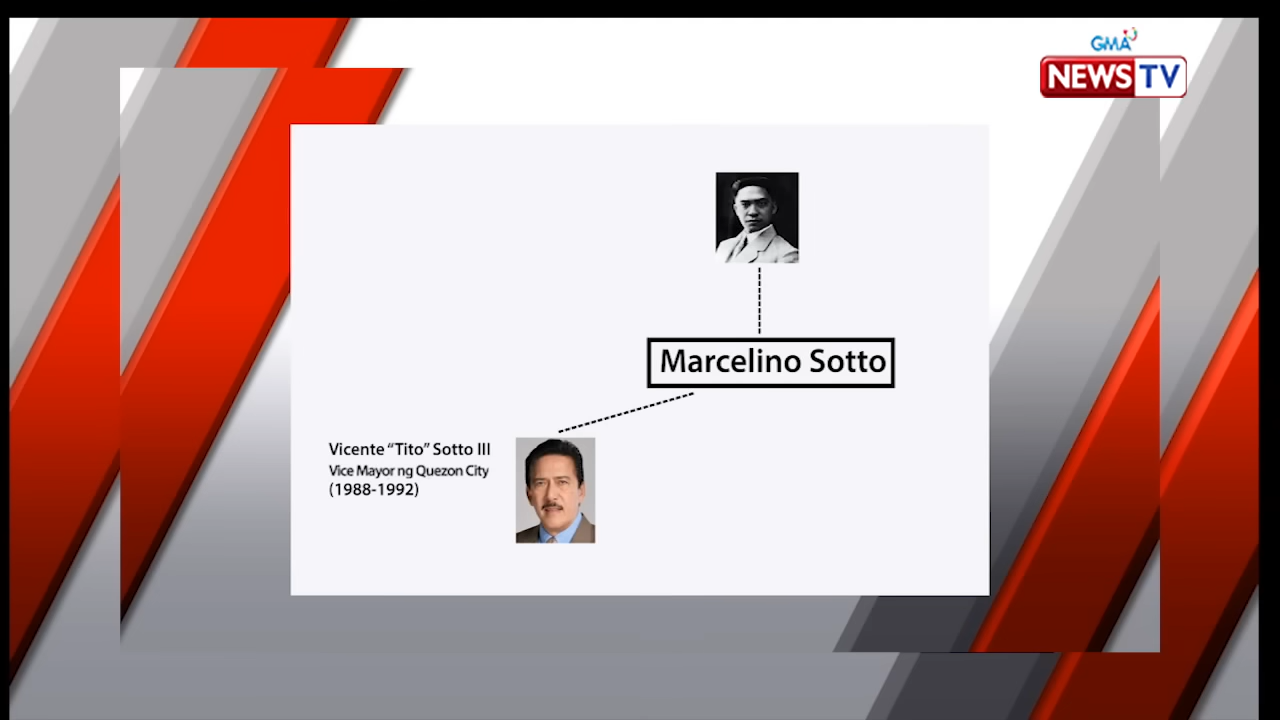 GMA
NEWS TV
Marcelino Sotto
Vicente “Tito” Sotto III
Vice Mayor ng Quezon City
(1988-1992)